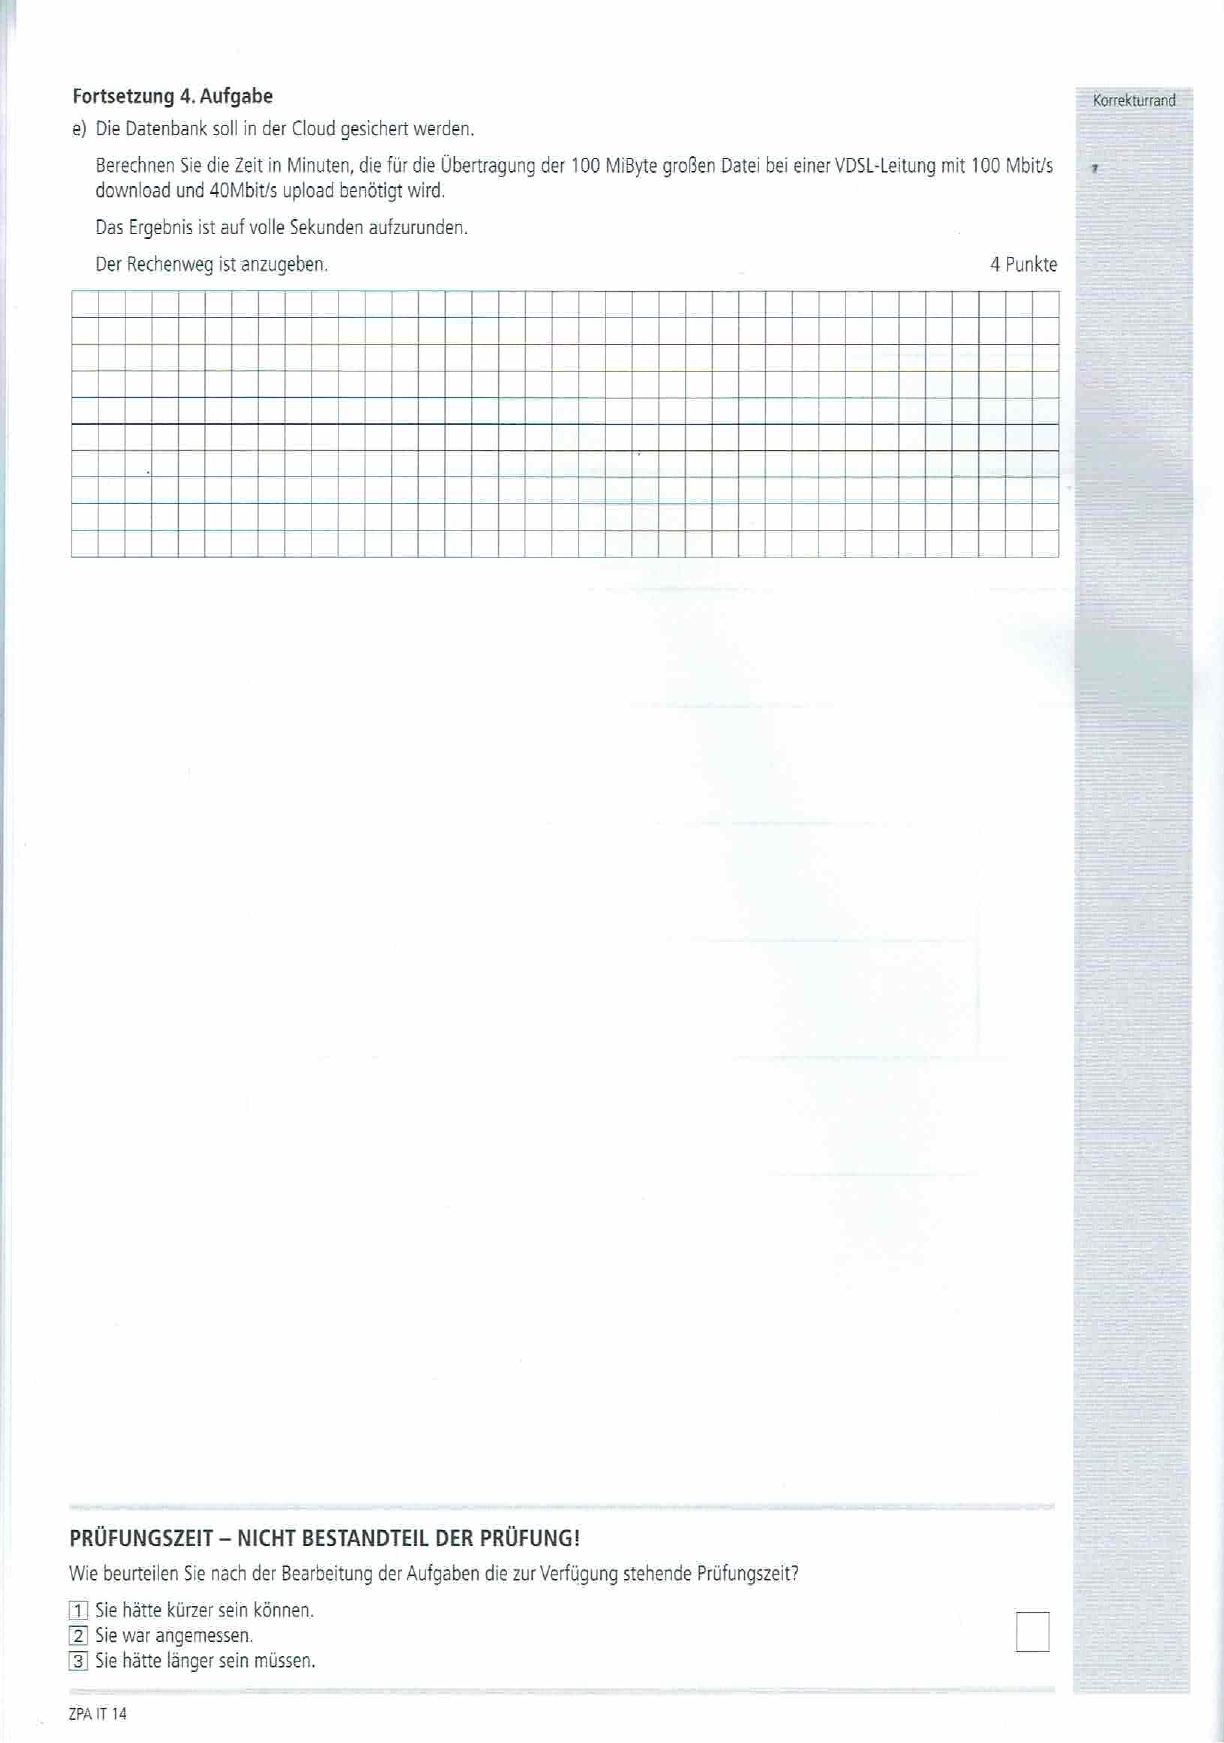 Fortsetzung 4. Aufgabe
Korrekturrand
e) Die Datenbank soll in der Cloud gesichert werden.
Berechnen Sie die Zeit in Minuten, die für die Übertragung der 100 MiByte großen Datei bei einer VDSL-Leitung mit 100 Mbit/s
download und 40Mbit/s upload benötigt wird.
Das Ergebnis ist auf volle Sekunden aufzurunden.
Der Rechenweg ist anzugeben. 4 Punkte
PRÜFUNGSZEIT – NICHT BESTANDTEIL DER PRÜFUNG!
Wie beurteilen Sie nach der Bearbeitung der Aufgaben die zur Verfügung stehende Prüfungszeit?
1 Sie hätte kürzer sein können.
2 Sie war angemessen.
3 Sie hätte länger sein müssen.
ZPA IT 14